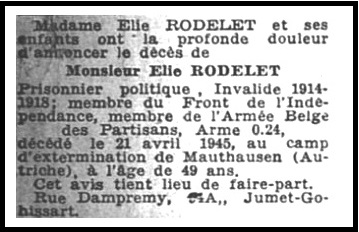 Madame Elie RODELET et ses
enfants ont la profonde douleur
d'annoncer le décès de
Monsieur Elie RODELET
Prisonnier politique, Invalide 1914-
1918; membre du Front de l'Indé-
pendance, membre de l'Armée Belge
des Partisans, Arme 0.24,
décédé le 21 avril 1945, au camp
d'extermination de Mauthausen (Au-
triche), à l'âge de 49 ans.
Cet avis tient lieu de faire-part.
Rue Dampremy, Jumet-Go-
hissart.